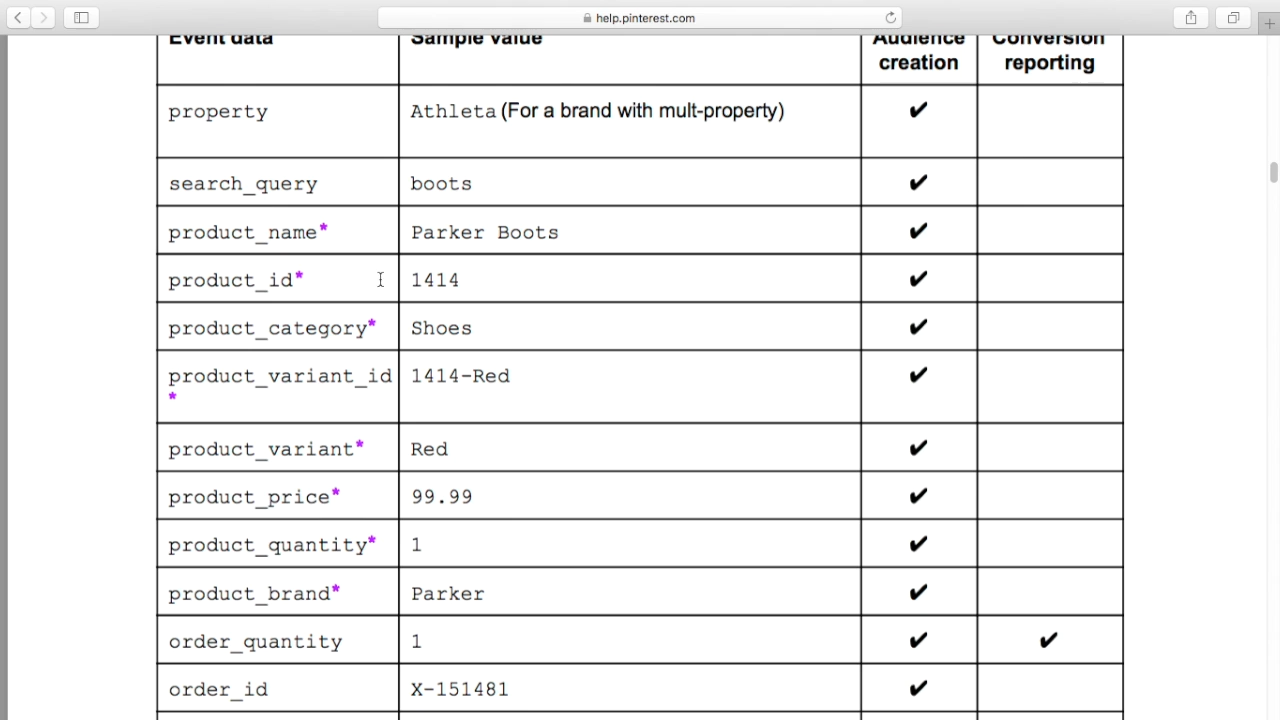 help.pinterest.com
Event data Sample value Audience creation Conversion reporting
property Athleta (For a brand with mult-property) ✔
search_query boots ✔
product_name* Parker Boots ✔
product_id* 1414 ✔
product_category* Shoes ✔
product_variant_id* 1414-Red ✔
product_variant* Red ✔
product_price* 99.99 ✔
product_quantity* 1 ✔
product_brand* Parker ✔
order_quantity 1 ✔ ✔
order_id X-151481 ✔